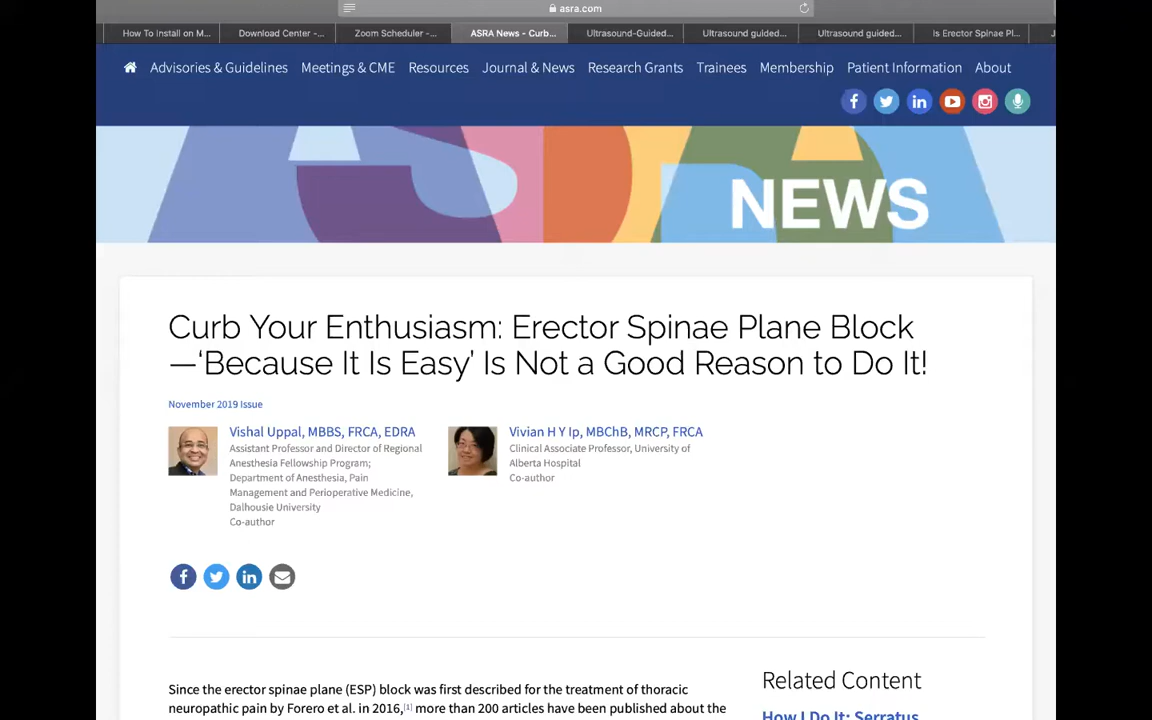 asra.com
How To Install on M...
Download Center -...
Zoom Scheduler -...
ASRA News - Curb...
Ultrasound-Guided...
Ultrasound guided...
Ultrasound guided...
Is Erector Spinae Pl...
Advisories & Guidelines Meetings & CME Resources Journal & News Research Grants Trainees Membership Patient Information About
ASRA
NEWS
Curb Your Enthusiasm: Erector Spinae Plane Block
—‘Because It Is Easy’ Is Not a Good Reason to Do It!
November 2019 Issue
Vishal Uppal, MBBS, FRCA, EDRA
Assistant Professor and Director of Regional
Anesthesia Fellowship Program;
Department of Anesthesia, Pain
Management and Perioperative Medicine,
Dalhousie University
Co-author
Vivian H Y Ip, MBChB, MRCP, FRCA
Clinical Associate Professor, University of
Alberta Hospital
Co-author
Since the erector spinae plane (ESP) block was first described for the treatment of thoracic
neuropathic pain by Forero et al. in 2016,[1] more than 200 articles have been published about the
Related Content
How I Do It: Serratus